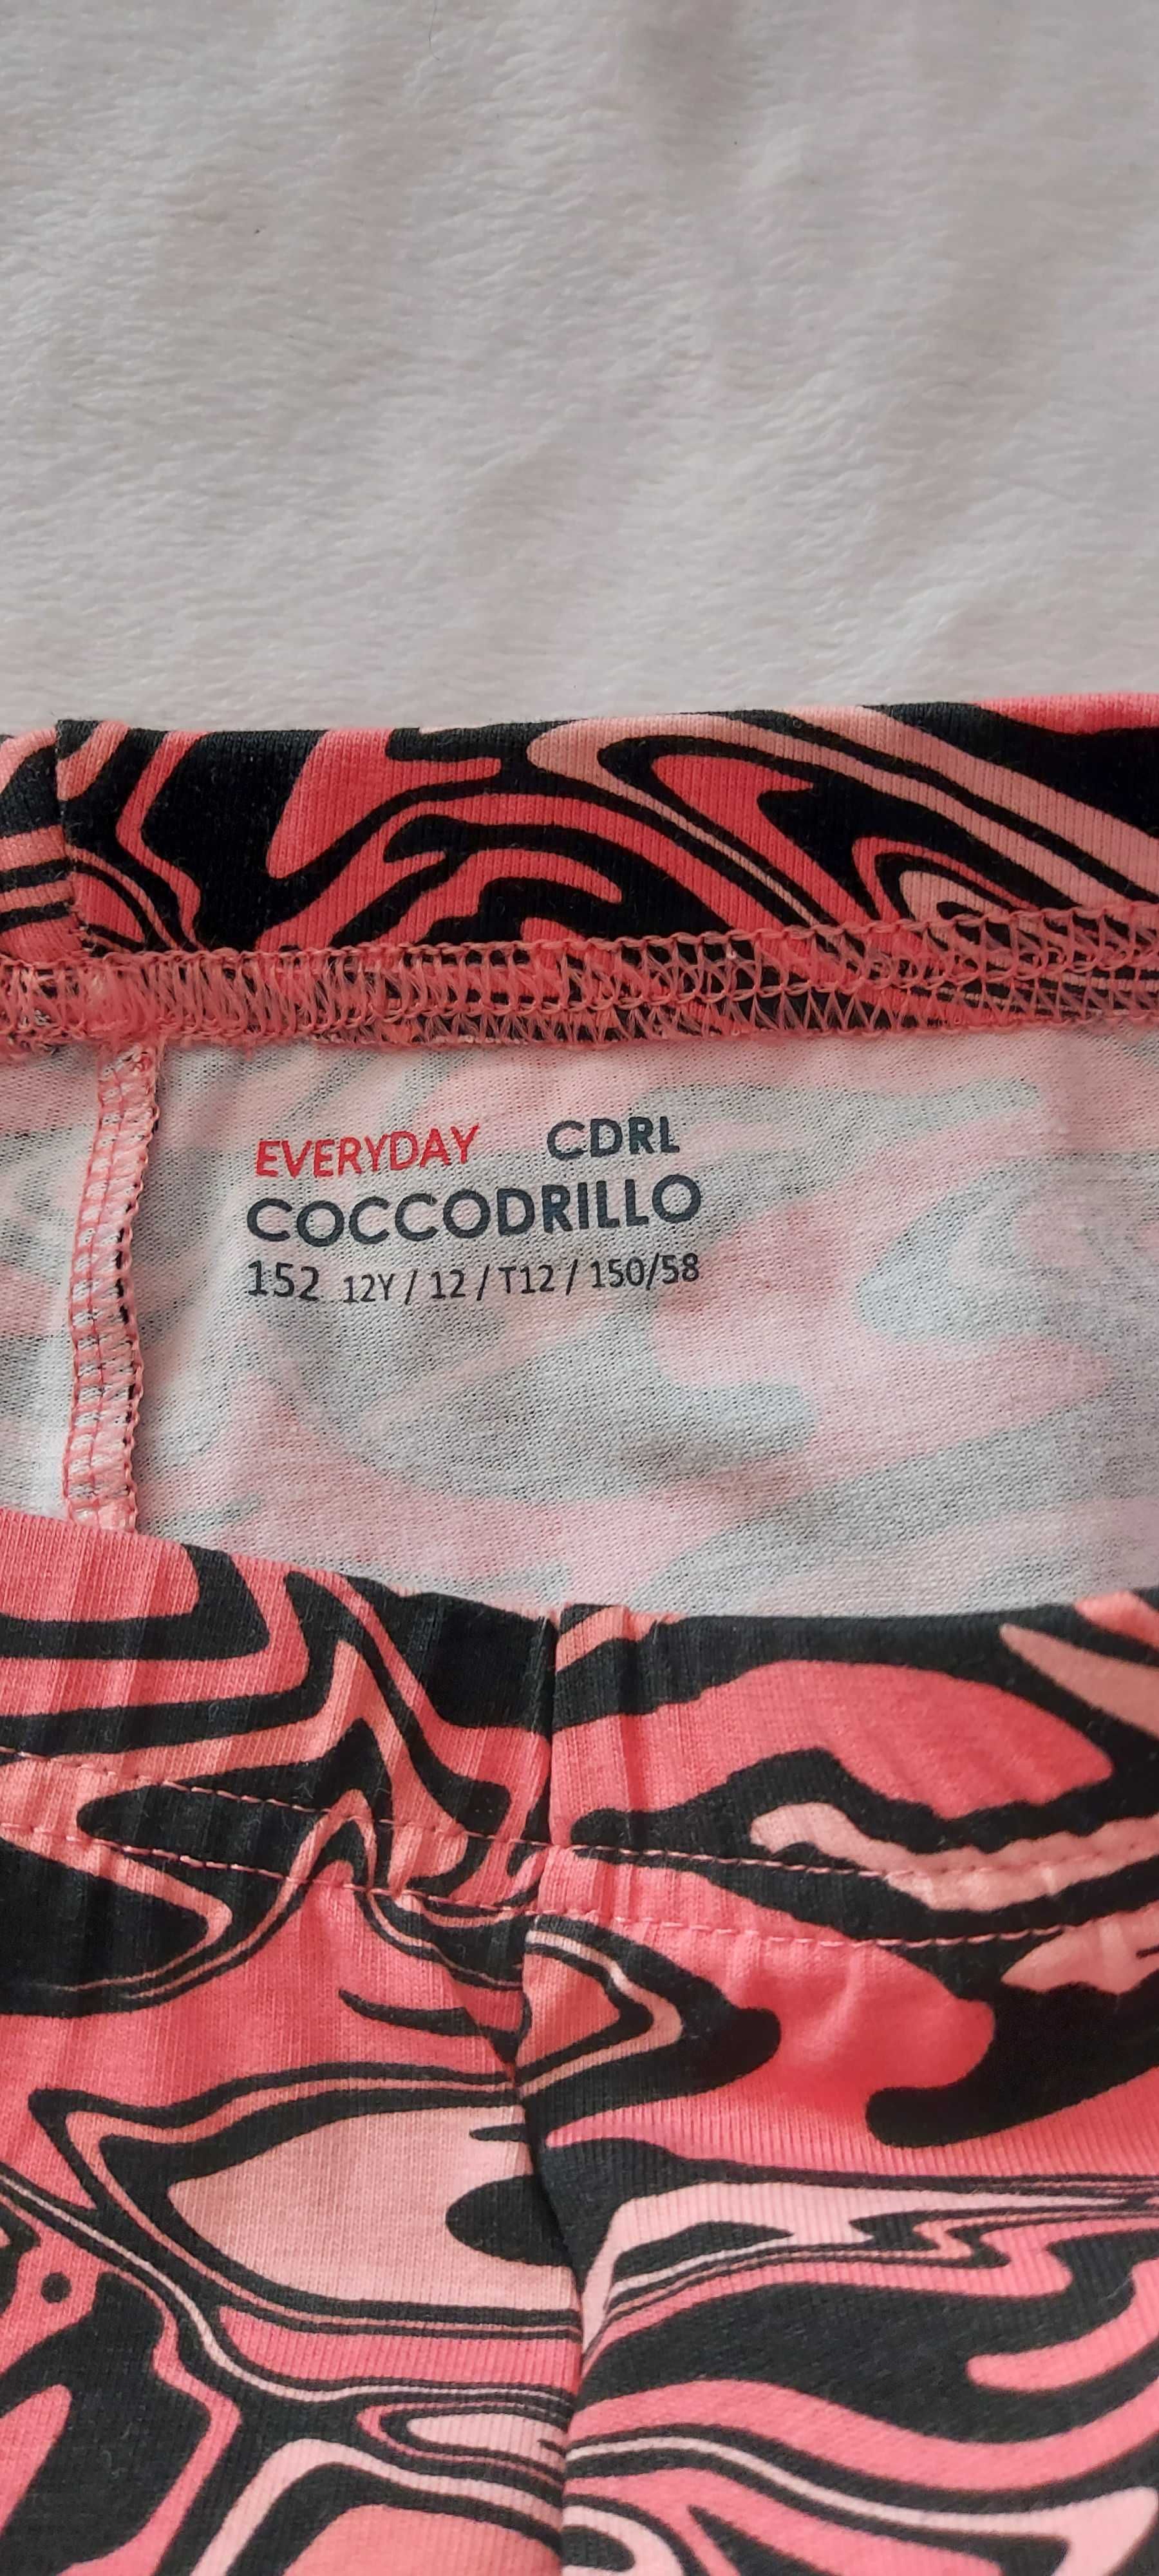 EVERYDAY CDRL
COCCODRILLO
152 12Y / 12 / T12 / 150/58